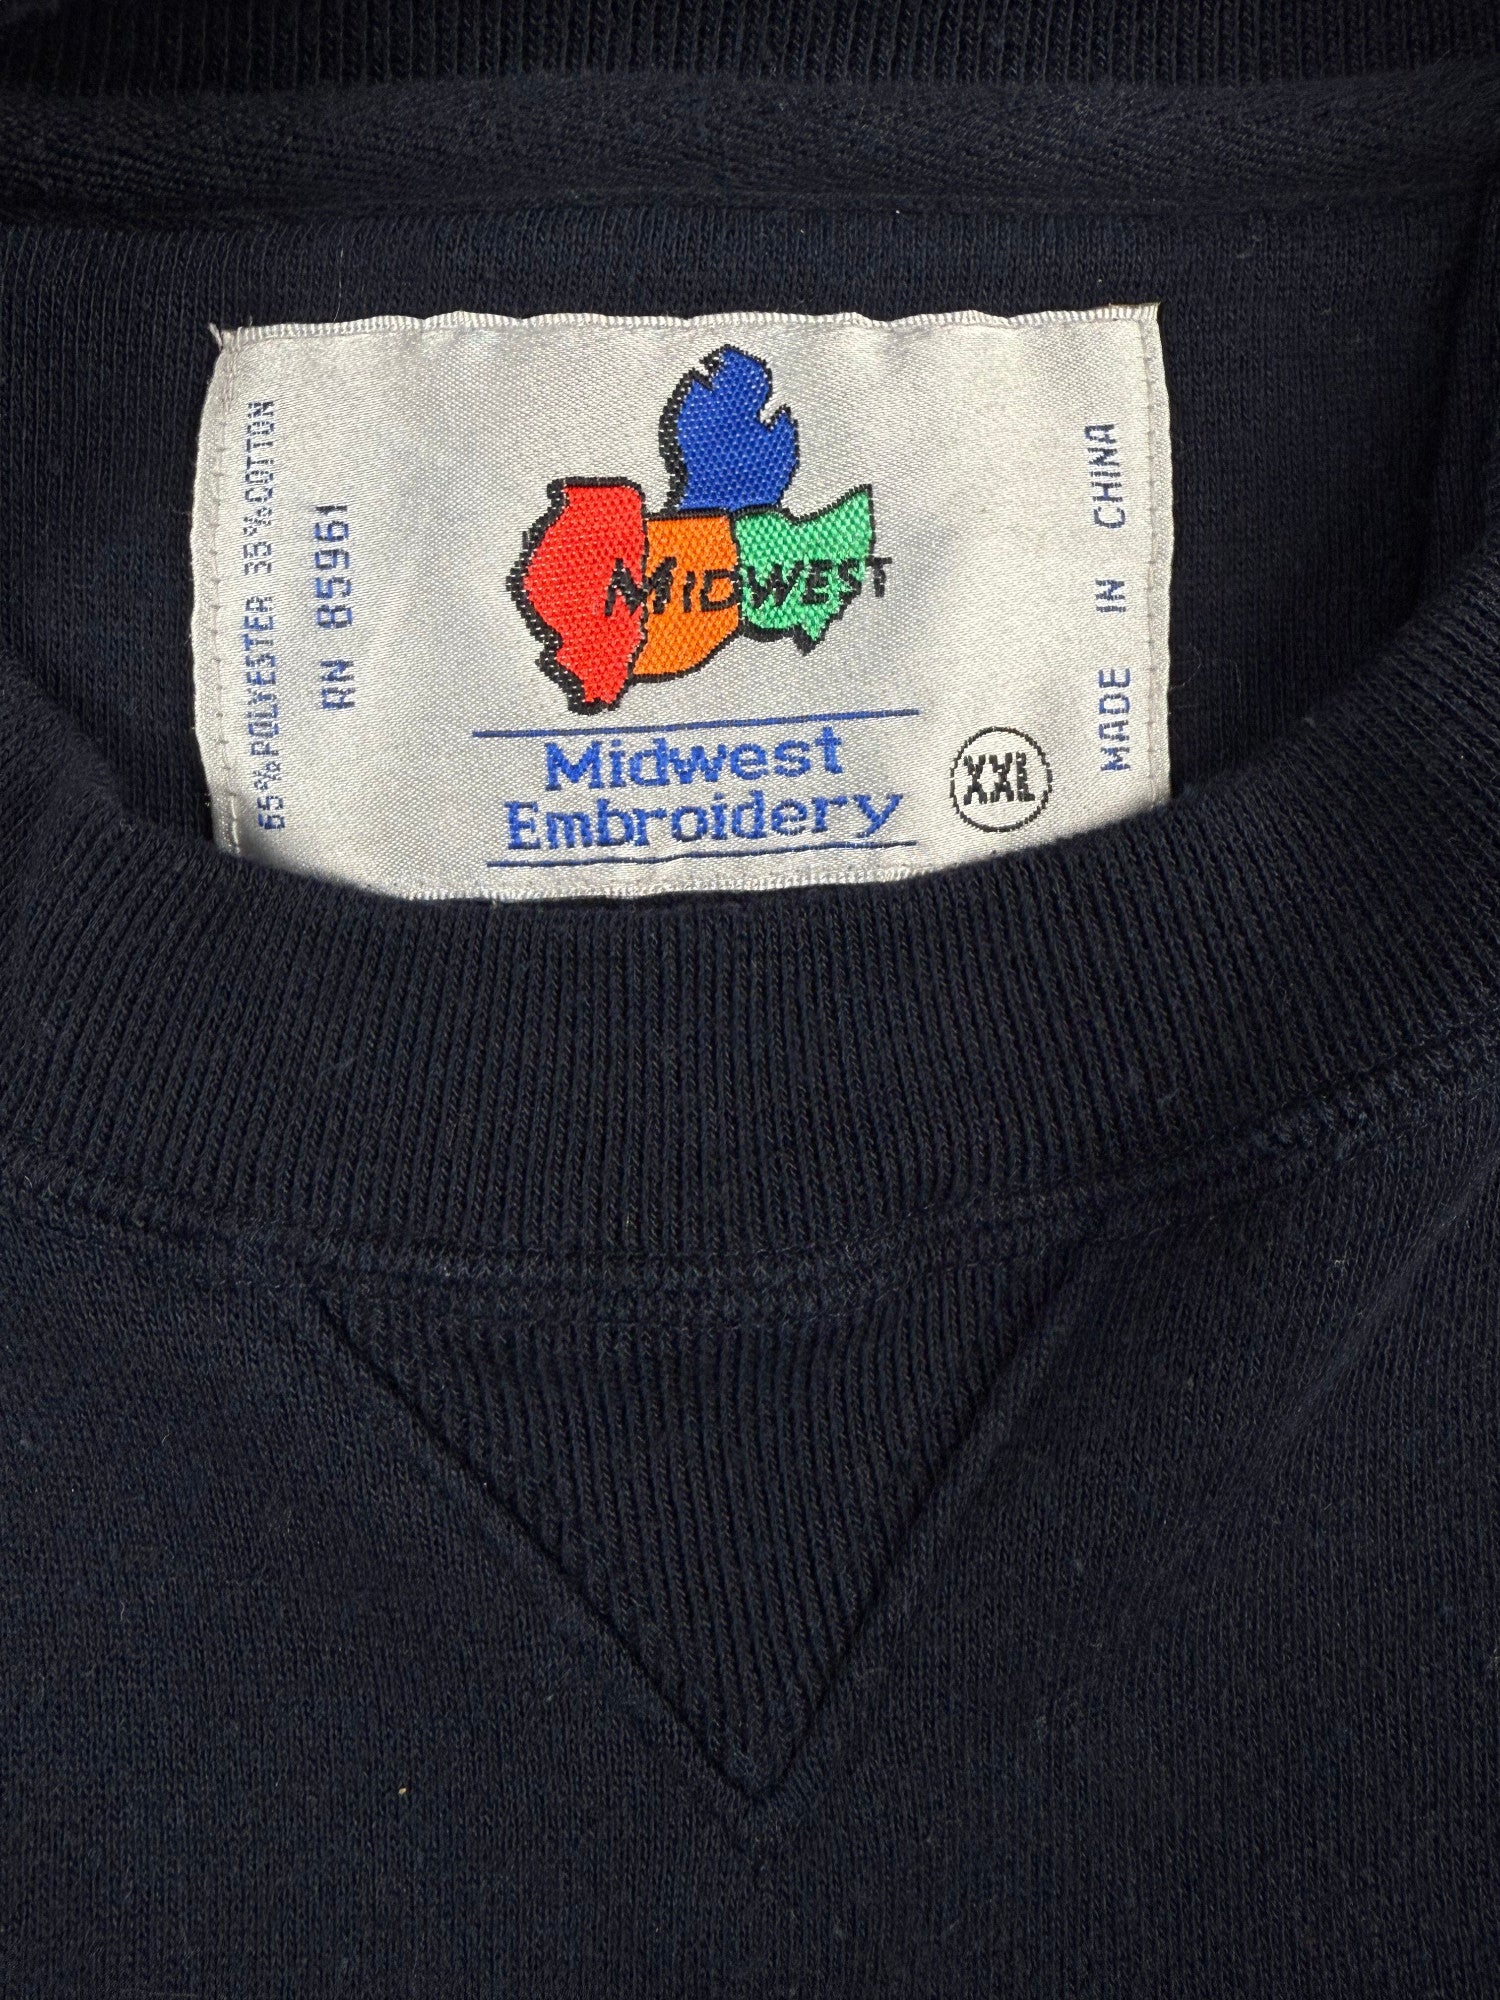 65% POLYESTER 35% COTTON
RN 85961
MIDWEST
Midwest
Embroidery
XXL
MADE IN CHINA